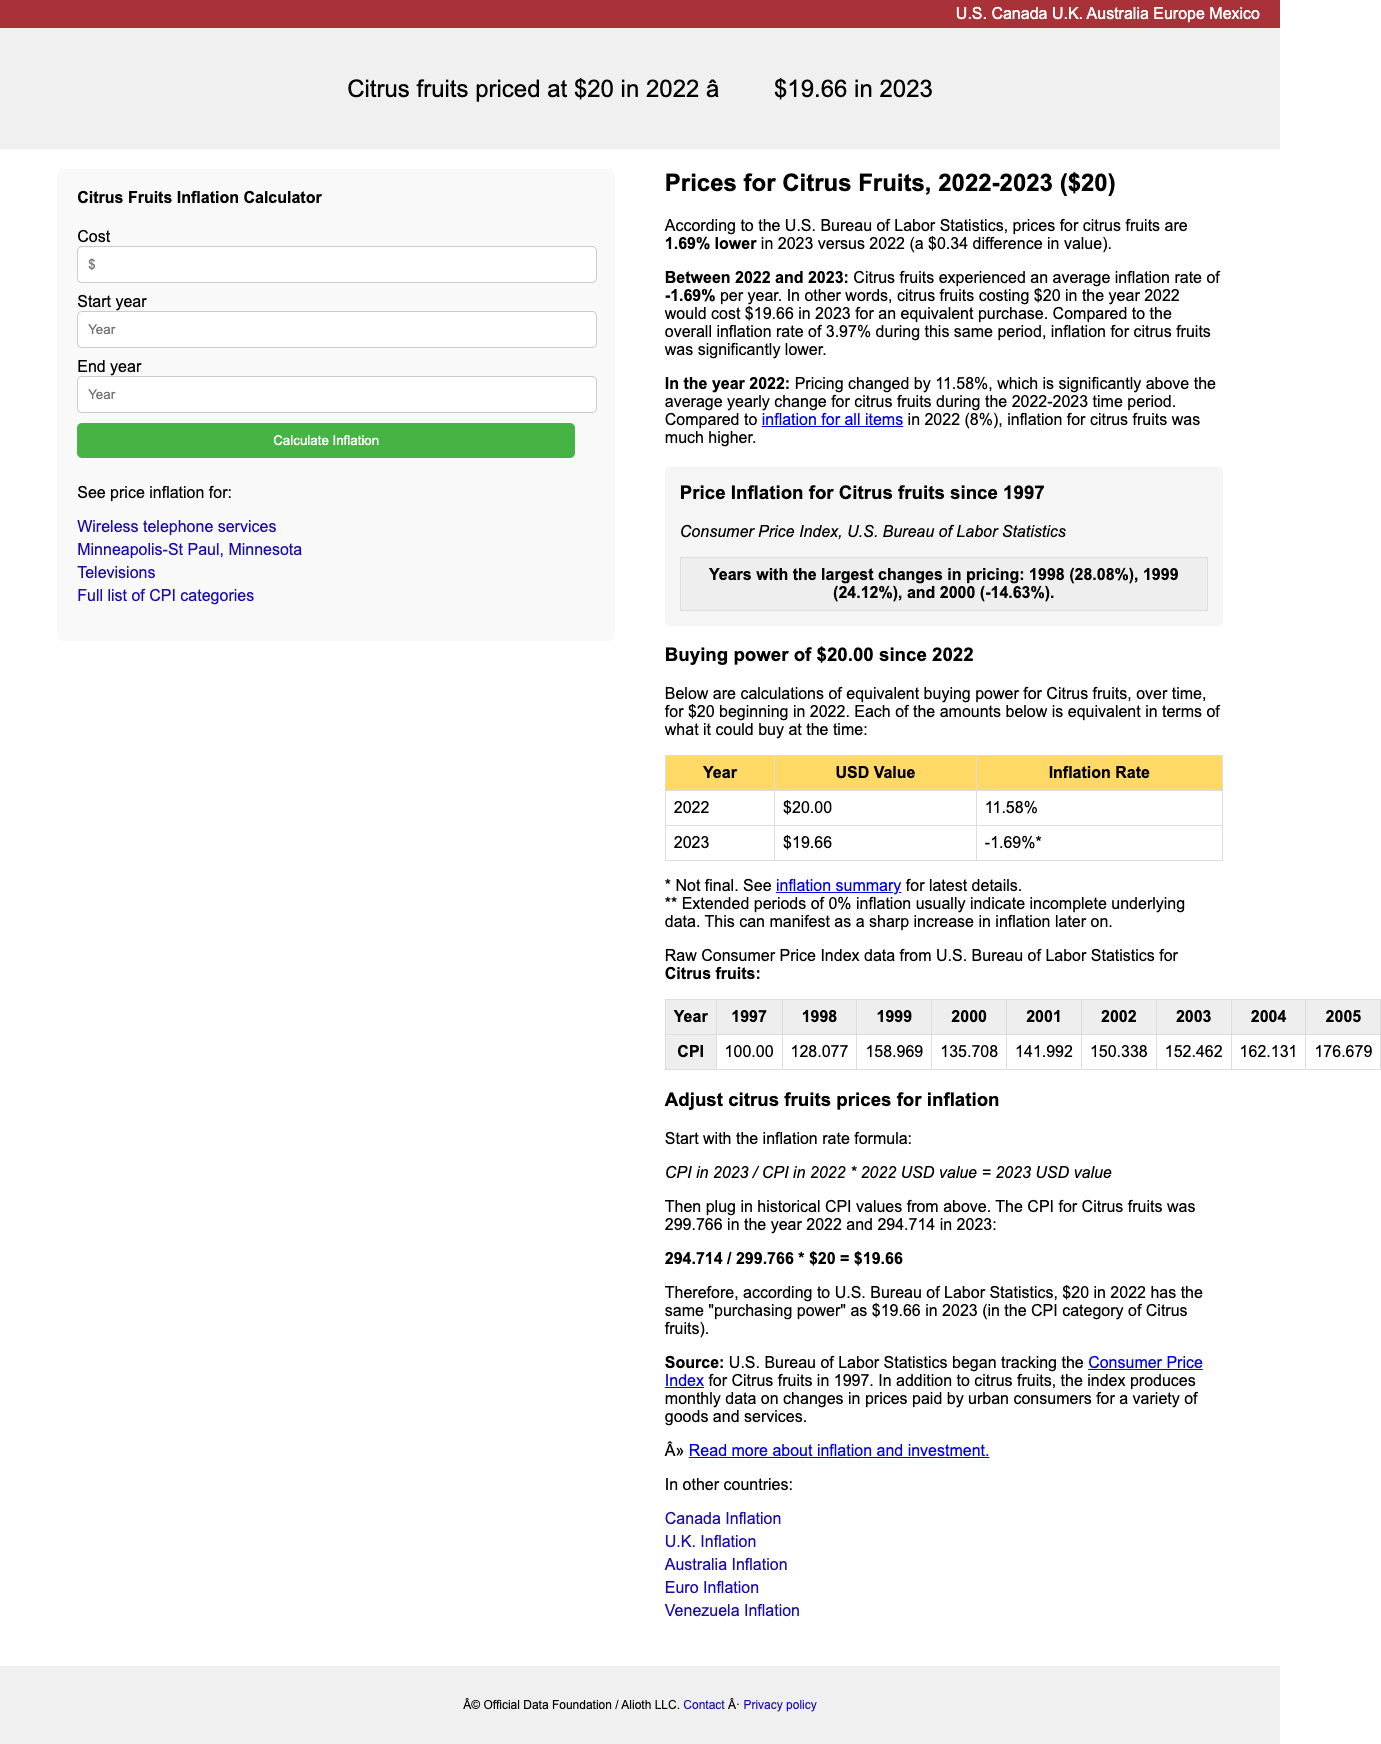 U.S. Canada U.K. Australia Europe Mexico
Citrus fruits priced at $20 in 2022 â $19.66 in 2023
Citrus Fruits Inflation Calculator
Cost
$
Start year
Year
End year
Year
Calculate Inflation
See price inflation for:
Wireless telephone services
Minneapolis-St Paul, Minnesota
Televisions
Full list of CPI categories
Prices for Citrus Fruits, 2022-2023 ($20)
According to the U.S. Bureau of Labor Statistics, prices for citrus fruits are
1.69% lower in 2023 versus 2022 (a $0.34 difference in value).
Between 2022 and 2023: Citrus fruits experienced an average inflation rate of
-1.69% per year. In other words, citrus fruits costing $20 in the year 2022
would cost $19.66 in 2023 for an equivalent purchase. Compared to the
overall inflation rate of 3.97% during this same period, inflation for citrus fruits
was significantly lower.
In the year 2022: Pricing changed by 11.58%, which is significantly above the
average yearly change for citrus fruits during the 2022-2023 time period.
Compared to inflation for all items in 2022 (8%), inflation for citrus fruits was
much higher.
Price Inflation for Citrus fruits since 1997
Consumer Price Index, U.S. Bureau of Labor Statistics
Years with the largest changes in pricing: 1998 (28.08%), 1999
(24.12%), and 2000 (-14.63%).
Buying power of $20.00 since 2022
Below are calculations of equivalent buying power for Citrus fruits, over time,
for $20 beginning in 2022. Each of the amounts below is equivalent in terms of
what it could buy at the time:
Year USD Value Inflation Rate
2022 $20.00 11.58%
2023 $19.66 -1.69%*
* Not final. See inflation summary for latest details.
** Extended periods of 0% inflation usually indicate incomplete underlying
data. This can manifest as a sharp increase in inflation later on.
Raw Consumer Price Index data from U.S. Bureau of Labor Statistics for
Citrus fruits:
Year 1997 1998 1999 2000 2001 2002 2003 2004 2005
CPI 100.00 128.077 158.969 135.708 141.992 150.338 152.462 162.131 176.679
Adjust citrus fruits prices for inflation
Start with the inflation rate formula:
CPI in 2023 / CPI in 2022 * 2022 USD value = 2023 USD value
Then plug in historical CPI values from above. The CPI for Citrus fruits was
299.766 in the year 2022 and 294.714 in 2023:
294.714 / 299.766 * $20 = $19.66
Therefore, according to U.S. Bureau of Labor Statistics, $20 in 2022 has the
same "purchasing power" as $19.66 in 2023 (in the CPI category of Citrus
fruits).
Source: U.S. Bureau of Labor Statistics began tracking the Consumer Price
Index for Citrus fruits in 1997. In addition to citrus fruits, the index produces
monthly data on changes in prices paid by urban consumers for a variety of
goods and services.
Â» Read more about inflation and investment.
In other countries:
Canada Inflation
U.K. Inflation
Australia Inflation
Euro Inflation
Venezuela Inflation
Â© Official Data Foundation / Alioth LLC. Contact Â· Privacy policy